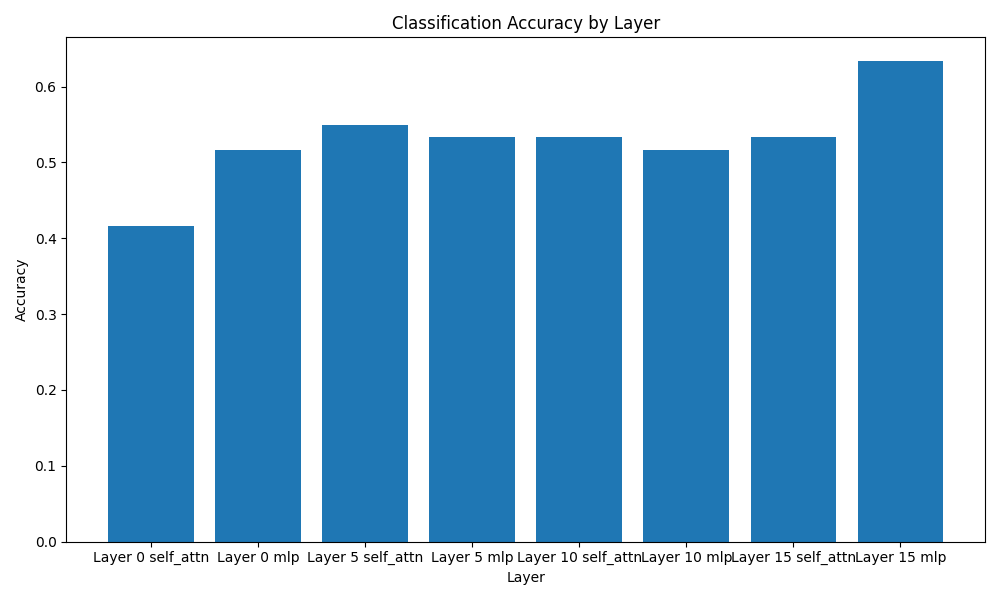 Classification Accuracy by Layer
Accuracy
0.6
0.5
0.4
0.3
0.2
0.1
0.0
Layer 0 self_attn
Layer 0 mlp
Layer 5 self_attn
Layer 5 mlp
Layer 10 self_attn
Layer 10 mlp
Layer 15 self_attn
Layer 15 mlp
Layer